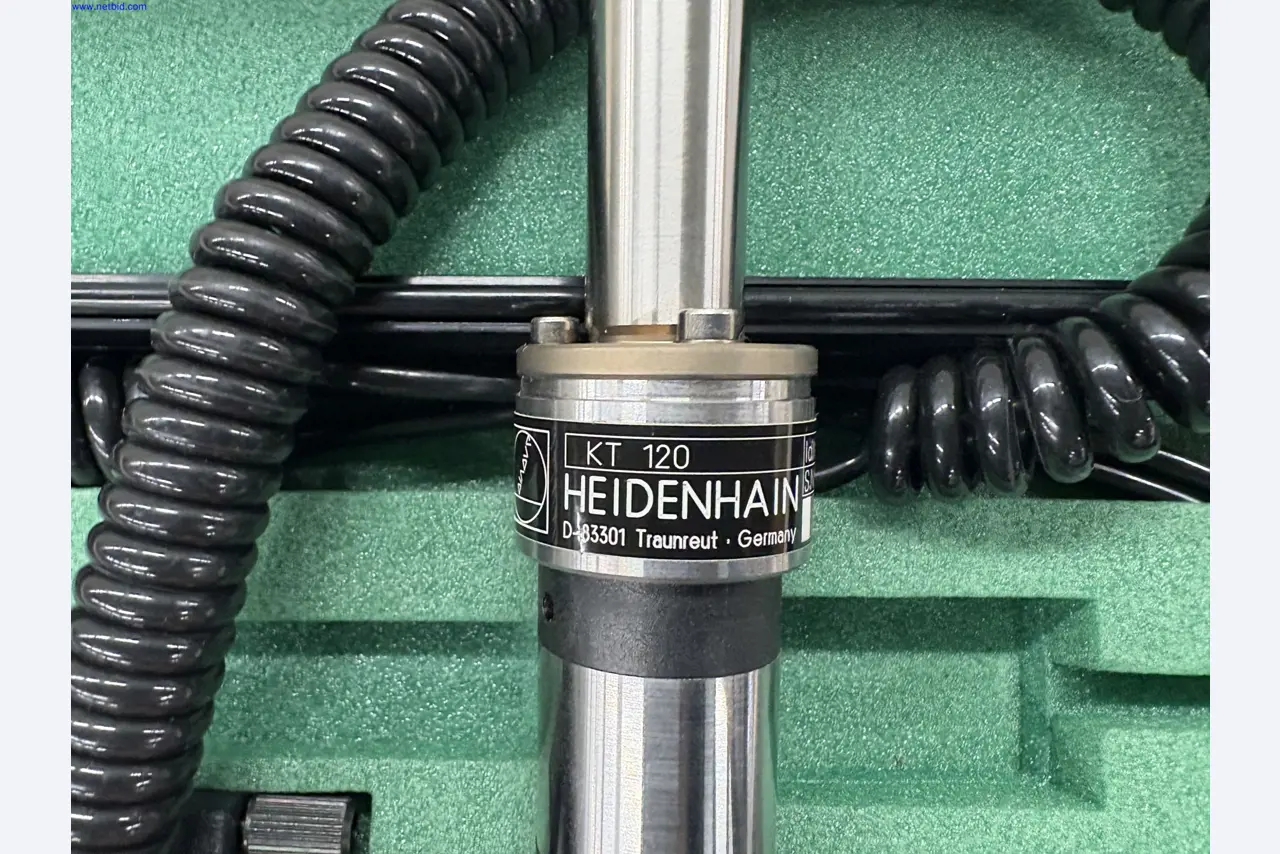 www.netbid.com
KT 120
HEIDENHAIN
D-83301 Traunreut · Germany